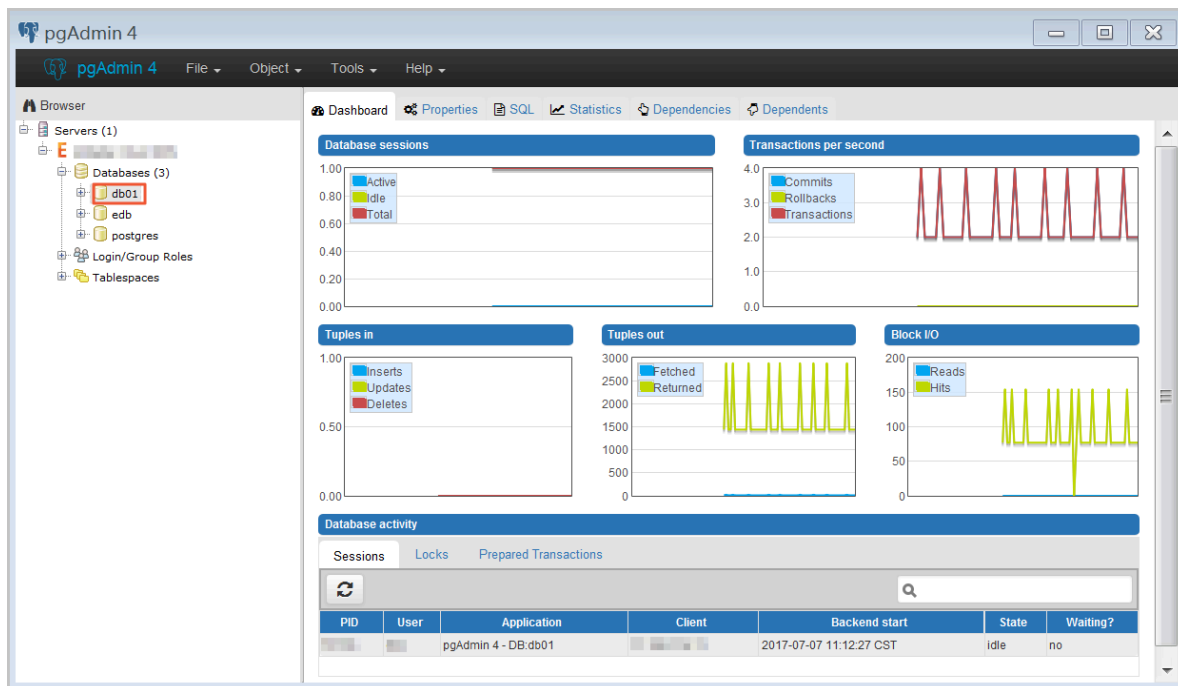 pgAdmin 4
pgAdmin 4 File Object Tools Help
Browser
Servers (1)
E
Databases (3)
db01
edb
postgres
Login/Group Roles
Tablespaces
Dashboard Properties SQL Statistics Dependencies Dependents
Database sessions
1.00
0.80
0.60
0.40
0.20
0.00
Active
Idle
Total
Transactions per second
4.0
3.0
2.0
1.0
0.0
Commits
Rollbacks
Transactions
Tuples in
1.00
0.50
0.00
Inserts
Updates
Deletes
Tuples out
3000
2500
2000
1500
1000
500
0
Fetched
Returned
Block I/O
200
150
100
50
0
Reads
Hits
Database activity
Sessions Locks Prepared Transactions
PID User Application Client Backend start State Waiting?
pgAdmin 4 - DB:db01 2017-07-07 11:12:27 CST idle no